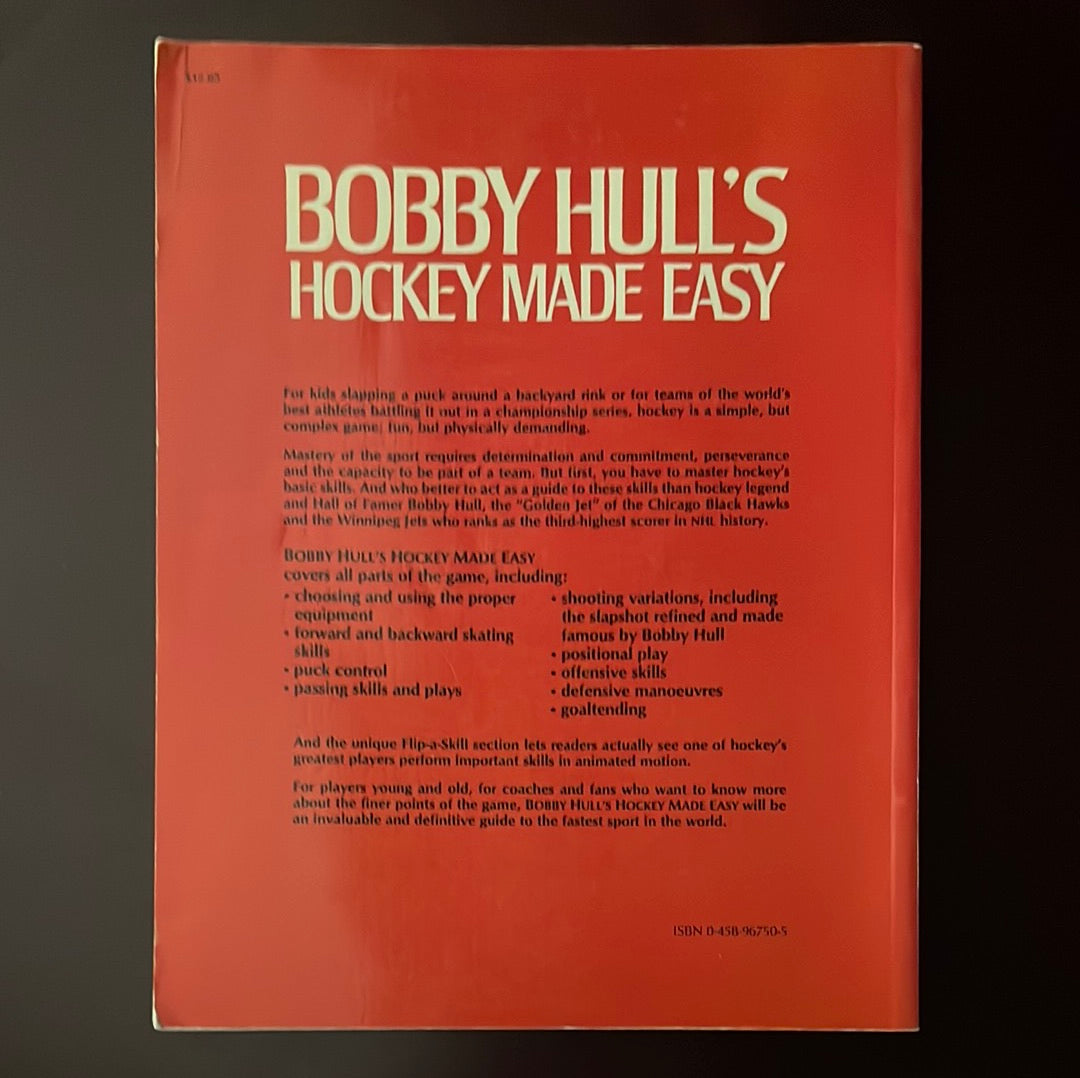 BOBBY HULL'S
HOCKEY MADE EASY
For kids slapping a puck around a backyard rink or for teams of the world's
best athletes battling it out in a championship series, hockey is a simple, but
complex game; fun, but physically demanding.
Mastery of the sport requires determination and commitment, perseverance
and the capacity to be part of a team. But first, you have to master hockey's
basic skills. And who better to act as a guide to these skills than hockey legend
and Hall of Famer Bobby Hull, the "Golden Jet" of the Chicago Black Hawks
and the Winnipeg Jets who ranks as the third-highest scorer in NHL history.
BOBBY HULL'S HOCKEY MADE EASY
covers all parts of the game, including:
• choosing and using the proper
equipment
• forward and backward skating
skills
• puck control
• passing skills and plays
• shooting variations, including
the slapshot refined and made
famous by Bobby Hull
• positional play
• offensive skills
• defensive manoeuvres
• goaltending
And the unique Flip-a-Skill section lets readers actually see one of hockey's
greatest players perform important skills in animated motion.
For players young and old, for coaches and fans who want to know more
about the finer points of the game, BOBBY HULL'S HOCKEY MADE EASY will be
an invaluable and definitive guide to the fastest sport in the world.
ISBN 0-458-96750-5